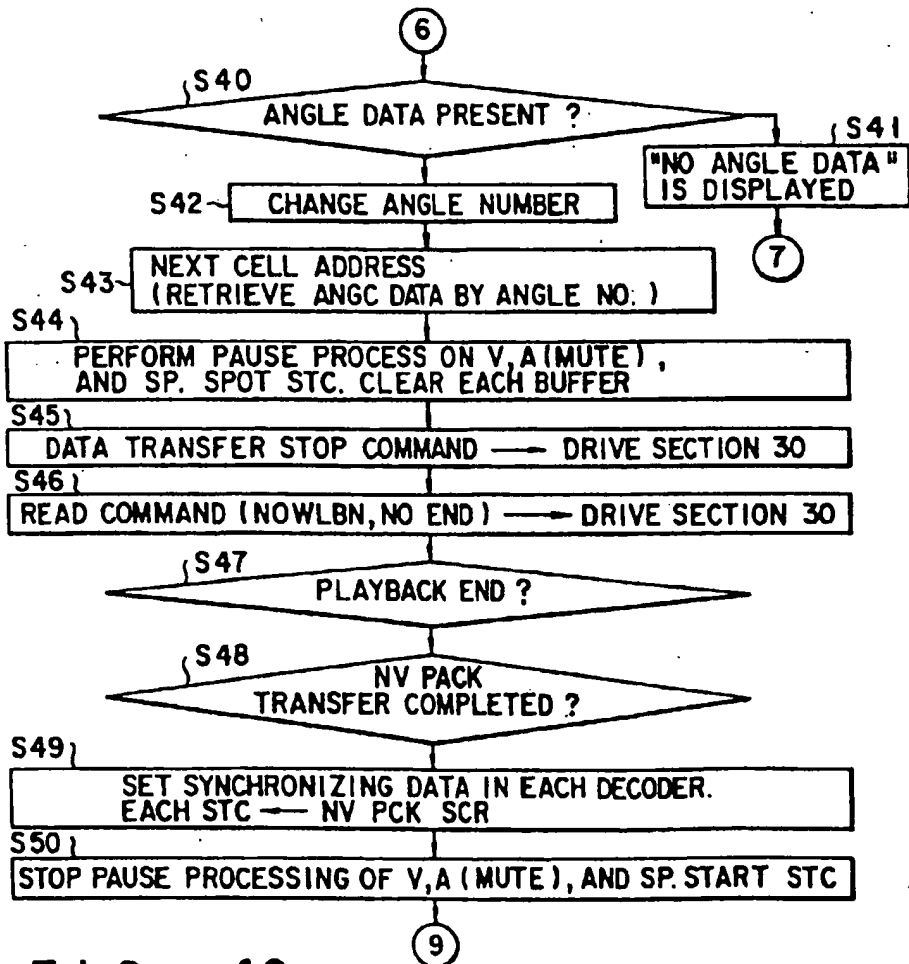 6
S40
ANGLE DATA PRESENT ?
S41
"NO ANGLE DATA"
IS DISPLAYED
7
S42
CHANGE ANGLE NUMBER
S43
NEXT CELL ADDRESS
(RETRIEVE ANGC DATA BY ANGLE NO. )
S44
PERFORM PAUSE PROCESS ON V,A(MUTE),
AND SP. SPOT STC. CLEAR EACH BUFFER
S45
DATA TRANSFER STOP COMMAND → DRIVE SECTION 30
S46
READ COMMAND (NOWLBN,NO END) → DRIVE SECTION 30
S47
PLAYBACK END ?
S48
NV PACK
TRANSFER COMPLETED ?
S49
SET SYNCHRONIZING DATA IN EACH DECODER.
EACH STC ← NV PCK SCR
S50
STOP PAUSE PROCESSING OF V,A (MUTE), AND SP. START STC
9